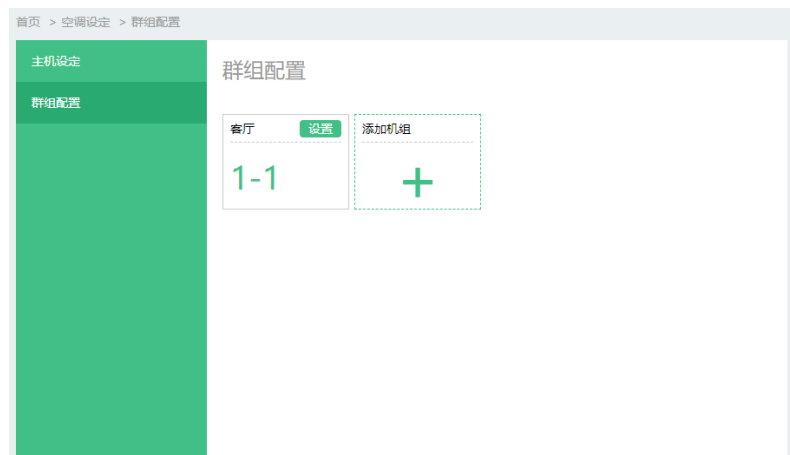 首页 > 空调设定 > 群组配置
主机设定
群组配置
群组配置
客厅 设置
1-1
添加机组
+